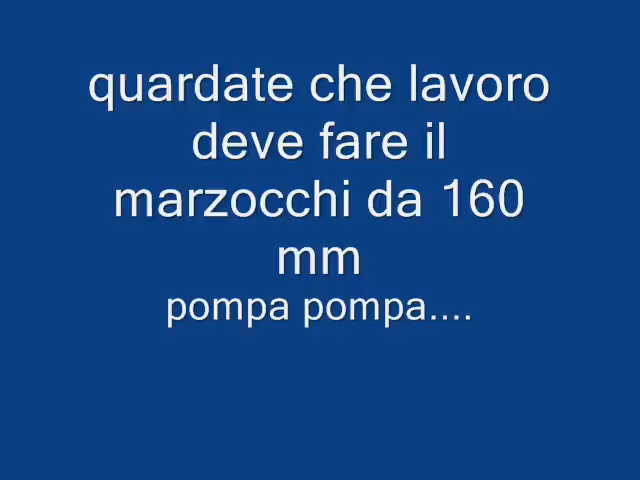 quardate che lavoro
deve fare il
marzocchi da 160
mm
pompa pompa....